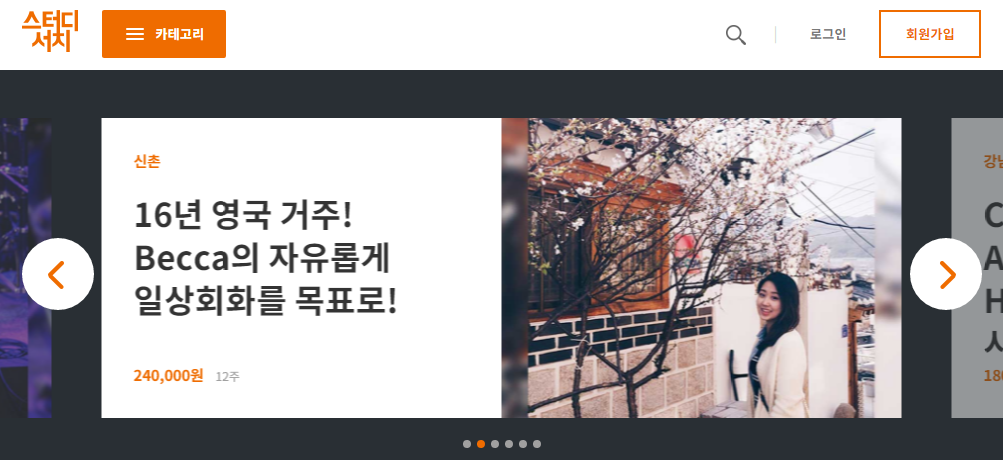 스터디
서치
카테고리
로그인
회원가입
신촌
16년 영국 거주!
Becca의 자유롭게
일상회화를 목표로!
240,000원 12주
C
A
H